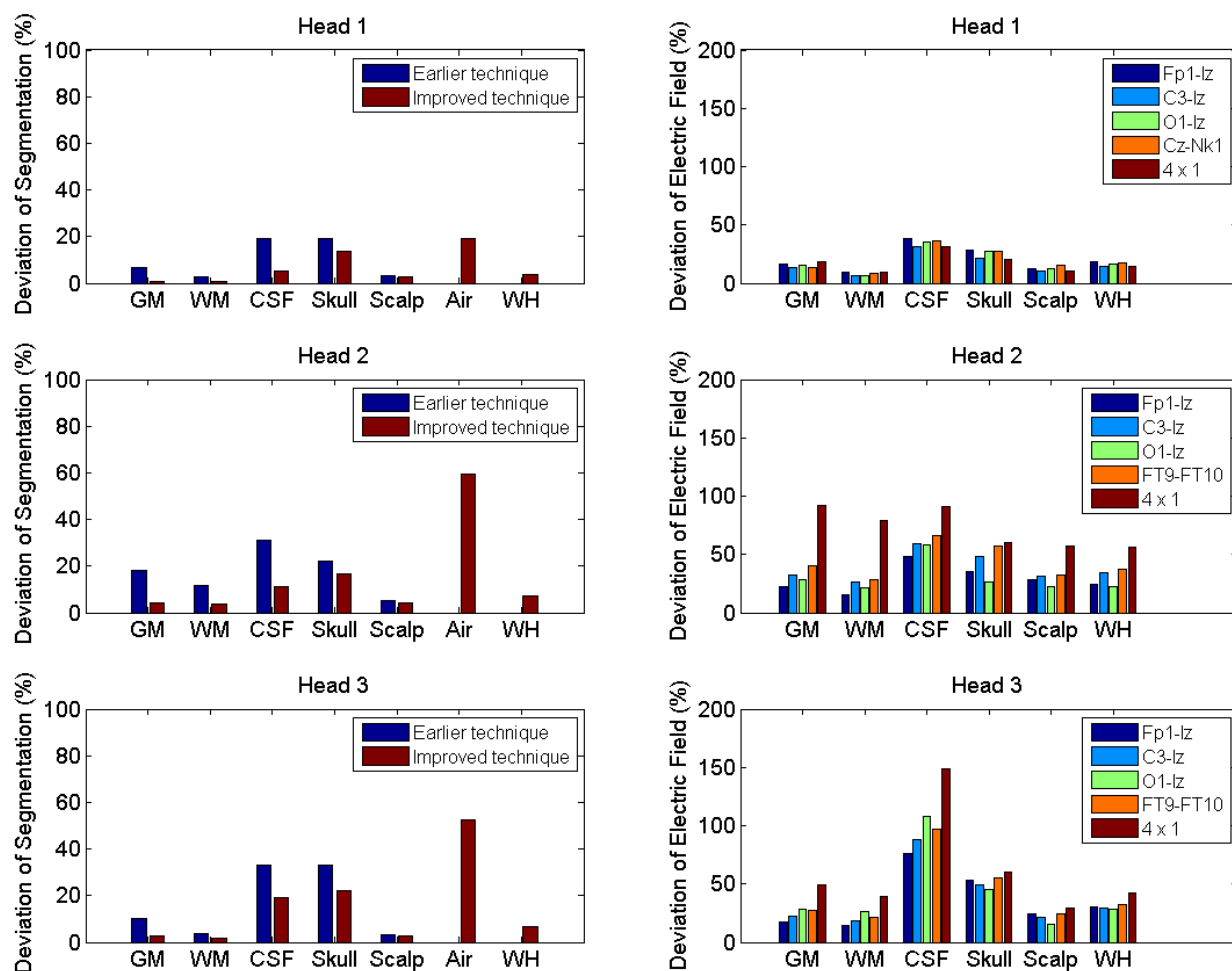 Head 1
Deviation of Segmentation (%)
100
80
60
40
20
0
Earlier technique
Improved technique
GM WM CSF Skull Scalp Air WH
Head 1
Deviation of Electric Field (%)
200
150
100
50
0
Fp1-Iz
C3-Iz
O1-Iz
Cz-Nk1
4 x 1
GM WM CSF Skull Scalp WH
Head 2
Deviation of Segmentation (%)
100
80
60
40
20
0
Earlier technique
Improved technique
GM WM CSF Skull Scalp Air WH
Head 2
Deviation of Electric Field (%)
200
150
100
50
0
Fp1-Iz
C3-Iz
O1-Iz
FT9-FT10
4 x 1
GM WM CSF Skull Scalp WH
Head 3
Deviation of Segmentation (%)
100
80
60
40
20
0
Earlier technique
Improved technique
GM WM CSF Skull Scalp Air WH
Head 3
Deviation of Electric Field (%)
200
150
100
50
0
Fp1-Iz
C3-Iz
O1-Iz
FT9-FT10
4 x 1
GM WM CSF Skull Scalp WH